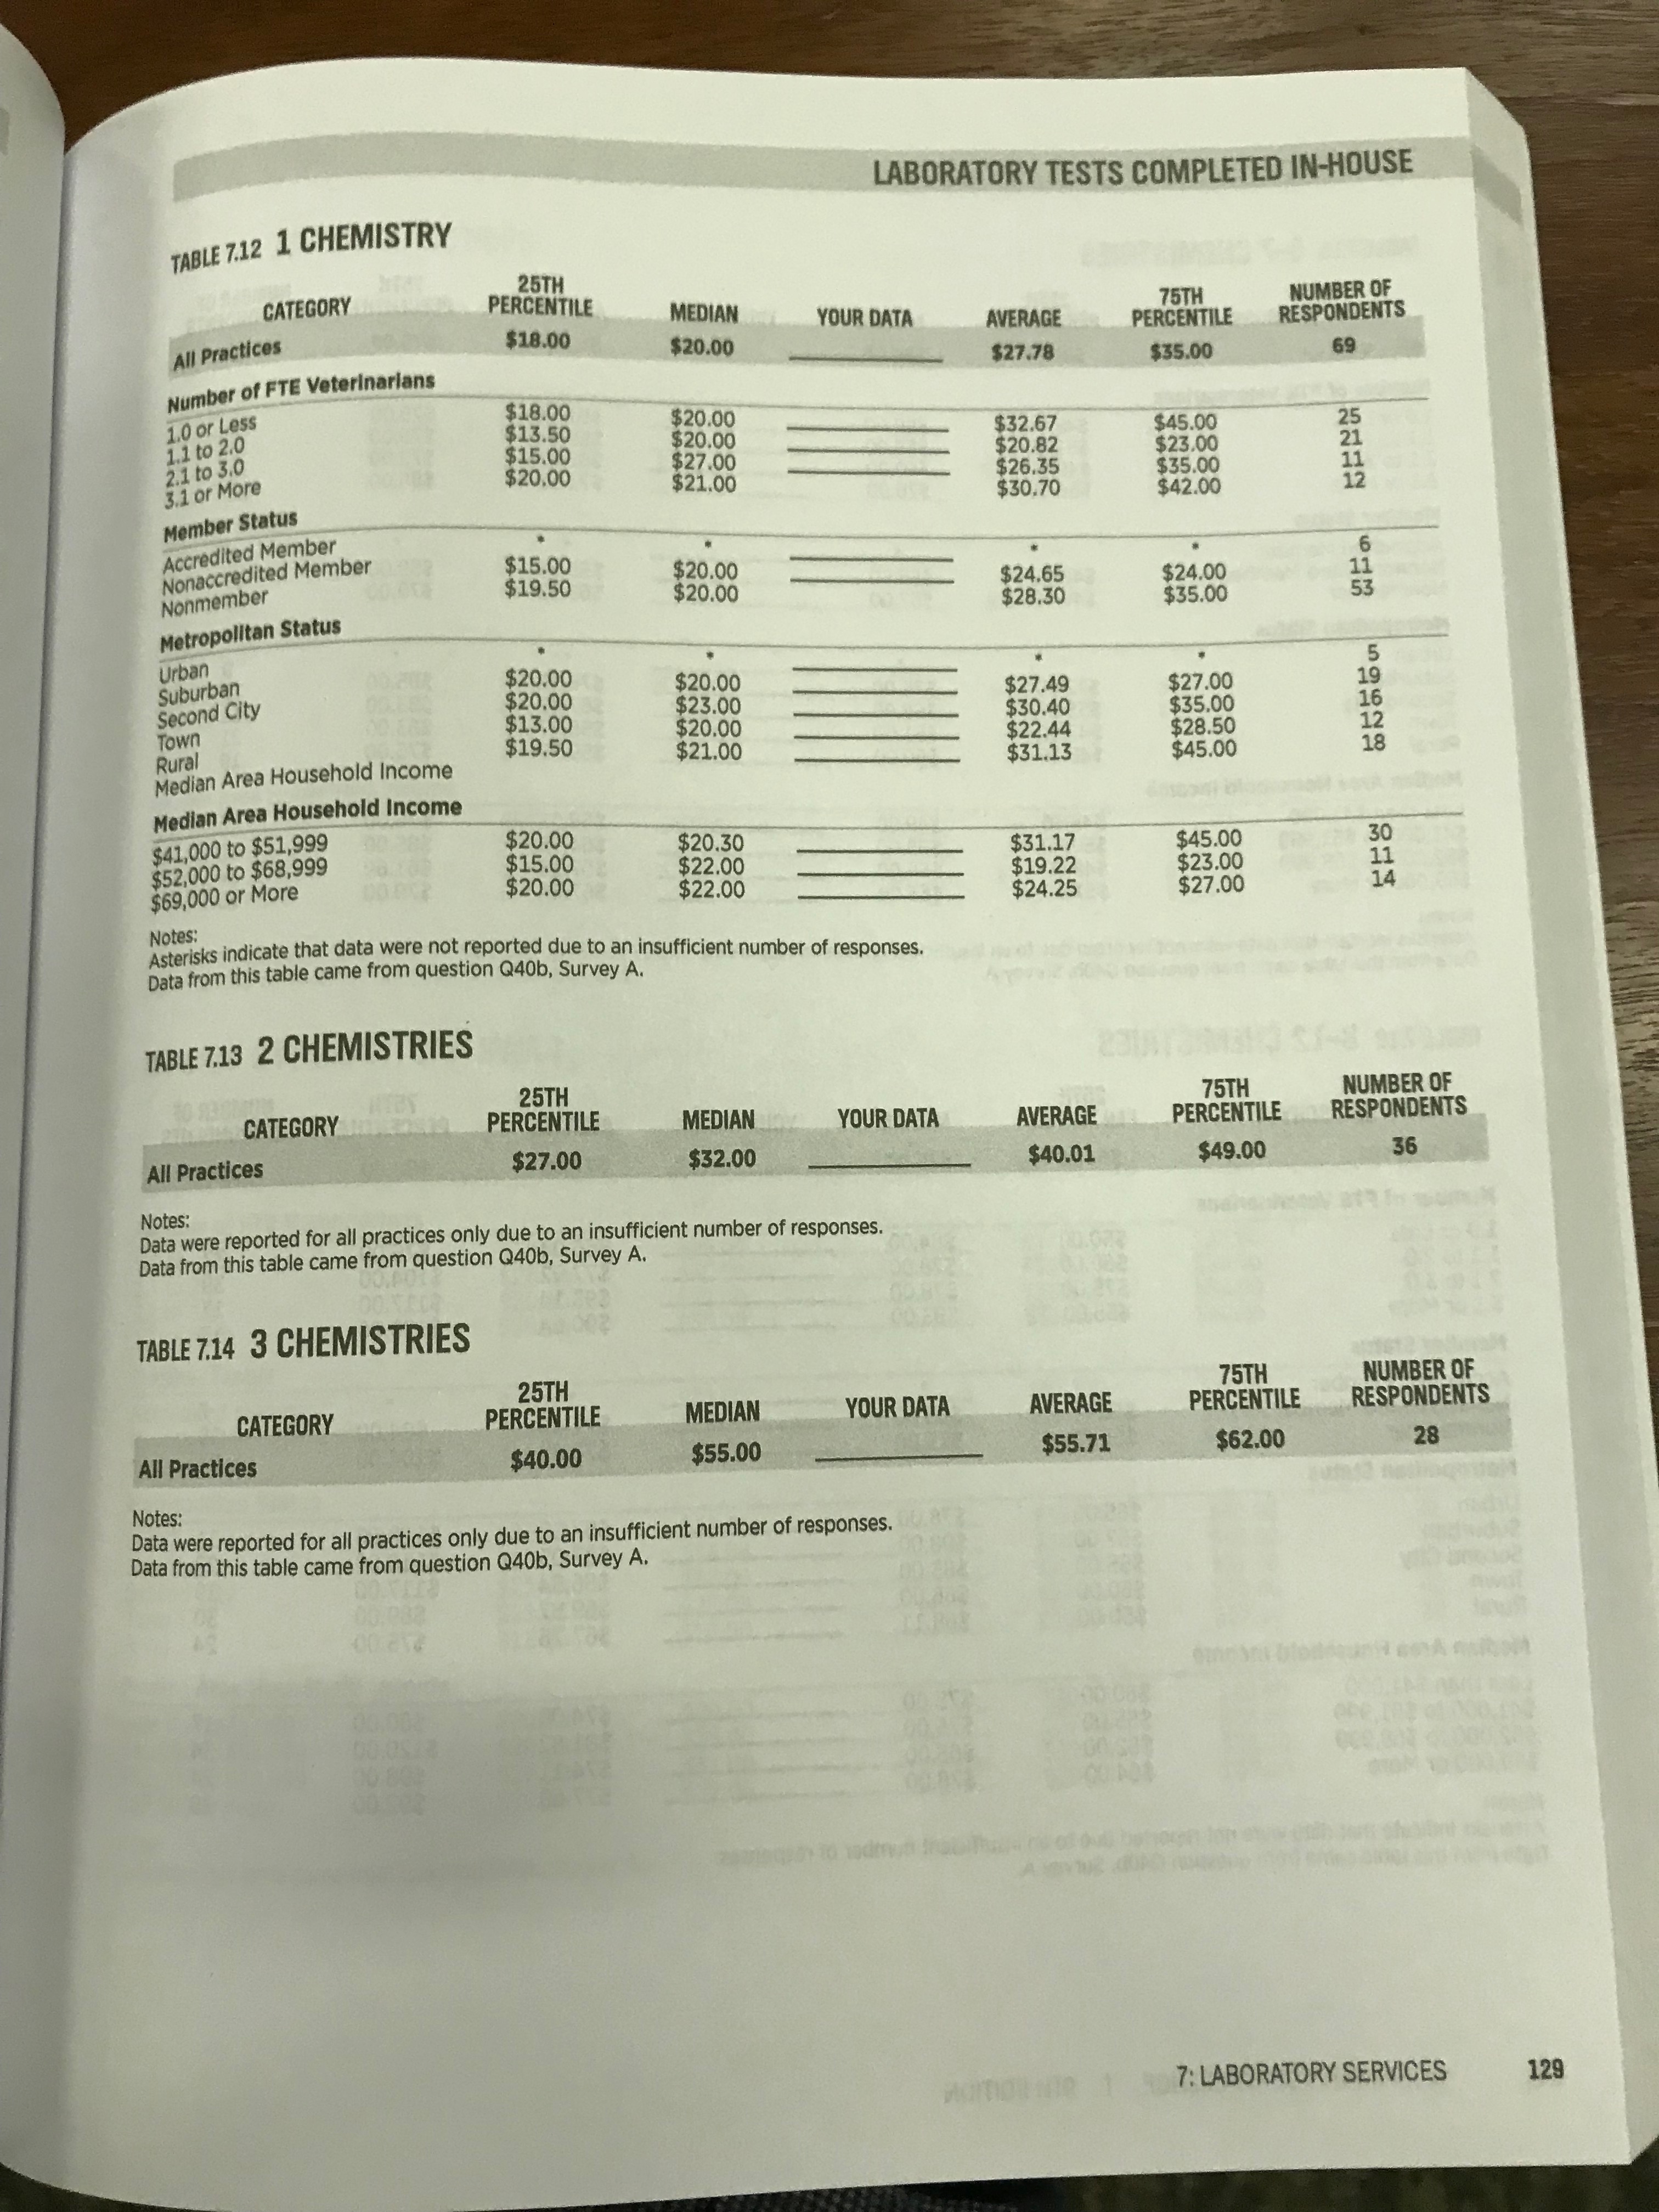 LABORATORY TESTS COMPLETED IN-HOUSE
TABLE 7.12 1 CHEMISTRY
CATEGORY 25TH PERCENTILE MEDIAN YOUR DATA AVERAGE 75TH PERCENTILE NUMBER OF RESPONDENTS
All Practices $18.00 $20.00 $27.78 $35.00 69
Number of FTE Veterinarians
1.0 or Less $18.00 $20.00 $32.67 $45.00 25
1.1 to 2.0 $13.50 $20.00 $20.82 $23.00 21
2.1 to 3.0 $15.00 $27.00 $26.35 $35.00 11
3.1 or More $20.00 $21.00 $30.70 $42.00 12
Member Status
Accredited Member * * * * 6
Nonaccredited Member $15.00 $20.00 $24.65 $24.00 11
Nonmember $19.50 $20.00 $28.30 $35.00 53
Metropolitan Status
Urban * * * * 5
Suburban $20.00 $20.00 $27.49 $27.00 19
Second City $20.00 $23.00 $30.40 $35.00 16
Town $13.00 $20.00 $22.44 $28.50 12
Rural $19.50 $21.00 $31.13 $45.00 18
Median Area Household Income
Median Area Household Income
$41,000 to $51,999 $20.00 $20.30 $31.17 $45.00 30
$52,000 to $68,999 $15.00 $22.00 $19.22 $23.00 11
$69,000 or More $20.00 $22.00 $24.25 $27.00 14
Notes:
Asterisks indicate that data were not reported due to an insufficient number of responses.
Data from this table came from question Q40b, Survey A.
TABLE 7.13 2 CHEMISTRIES
CATEGORY 25TH PERCENTILE MEDIAN YOUR DATA AVERAGE 75TH PERCENTILE NUMBER OF RESPONDENTS
All Practices $27.00 $32.00 $40.01 $49.00 36
Notes:
Data were reported for all practices only due to an insufficient number of responses.
Data from this table came from question Q40b, Survey A.
TABLE 7.14 3 CHEMISTRIES
CATEGORY 25TH PERCENTILE MEDIAN YOUR DATA AVERAGE 75TH PERCENTILE NUMBER OF RESPONDENTS
All Practices $40.00 $55.00 $55.71 $62.00 28
Notes:
Data were reported for all practices only due to an insufficient number of responses.
Data from this table came from question Q40b, Survey A.
7: LABORATORY SERVICES 129